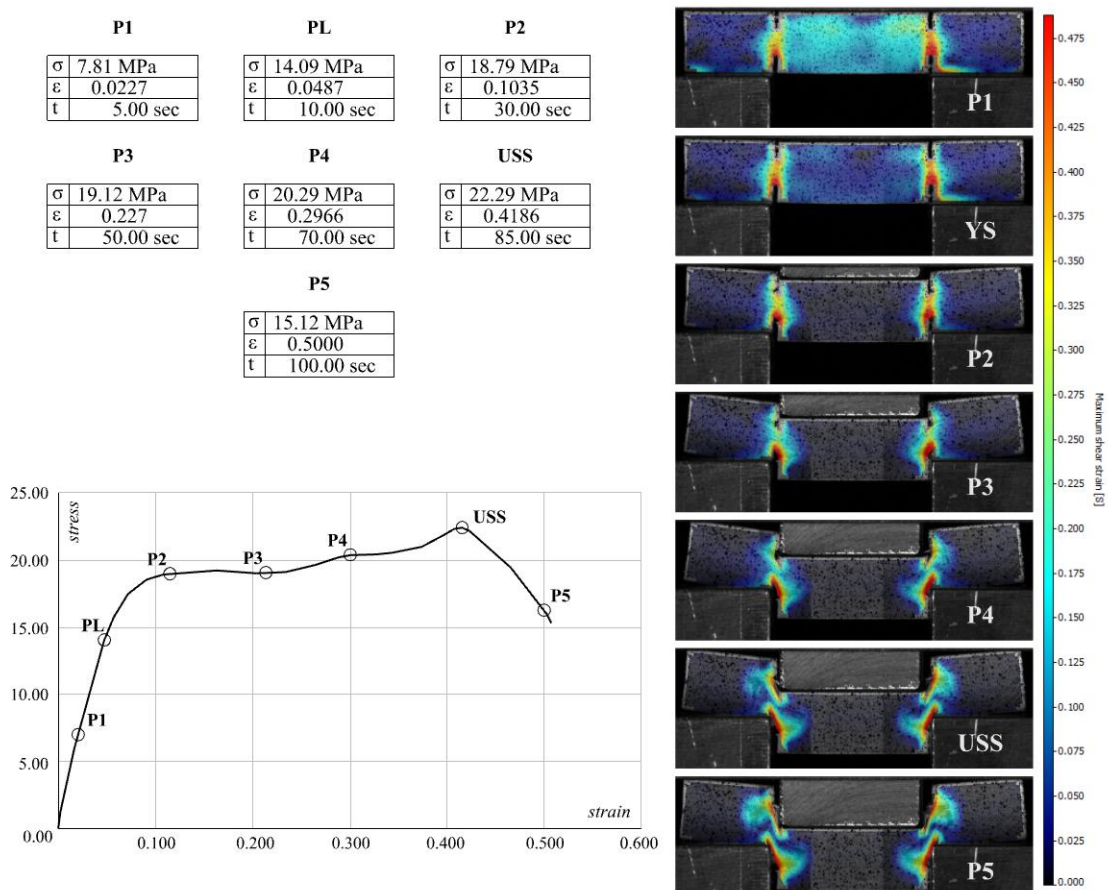 P1 PL P2
σ 7.81 MPa σ 14.09 MPa σ 18.79 MPa
ε 0.0227 ε 0.0487 ε 0.1035
t 5.00 sec t 10.00 sec t 30.00 sec
P3 P4 USS
σ 19.12 MPa σ 20.29 MPa σ 22.29 MPa
ε 0.227 ε 0.2966 ε 0.4186
t 50.00 sec t 70.00 sec t 85.00 sec
P5
σ 15.12 MPa
ε 0.5000
t 100.00 sec
25.00
20.00
15.00
10.00
5.00
0.00
stress
P1
PL
P2
P3
P4
USS
P5
strain
0.100 0.200 0.300 0.400 0.500 0.600
P1
YS
P2
P3
P4
USS
P5
0.475
0.450
0.425
0.400
0.375
0.350
0.325
0.300
0.275
0.250
0.225
0.200
0.175
0.150
0.125
0.100
0.075
0.050
0.025
0.000
Maximum shear strain [S]